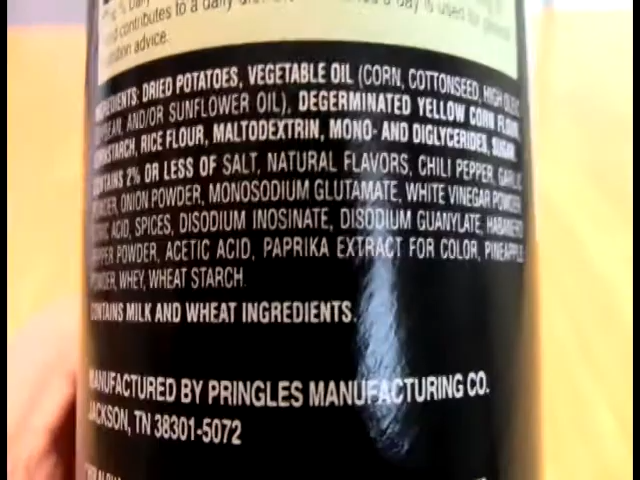 contributes to a daily
a day is used for general
advice.
INGREDIENTS: DRIED POTATOES, VEGETABLE OIL (CORN, COTTONSEED, HIGH OLEIC
SOYBEAN, AND/OR SUNFLOWER OIL), DEGERMINATED YELLOW CORN FLOUR,
CORNSTARCH, RICE FLOUR, MALTODEXTRIN, MONO- AND DIGLYCERIDES, SUGAR.
CONTAINS 2% OR LESS OF SALT, NATURAL FLAVORS, CHILI PEPPER, GARLIC
POWDER, ONION POWDER, MONOSODIUM GLUTAMATE, WHITE VINEGAR POWDER,
CITRIC ACID, SPICES, DISODIUM INOSINATE, DISODIUM GUANYLATE, HABANERO
PEPPER POWDER, ACETIC ACID, PAPRIKA EXTRACT FOR COLOR, PINEAPPLE
POWDER, WHEY, WHEAT STARCH.
CONTAINS MILK AND WHEAT INGREDIENTS.
MANUFACTURED BY PRINGLES MANUFACTURING CO.
JACKSON, TN 38301-5072